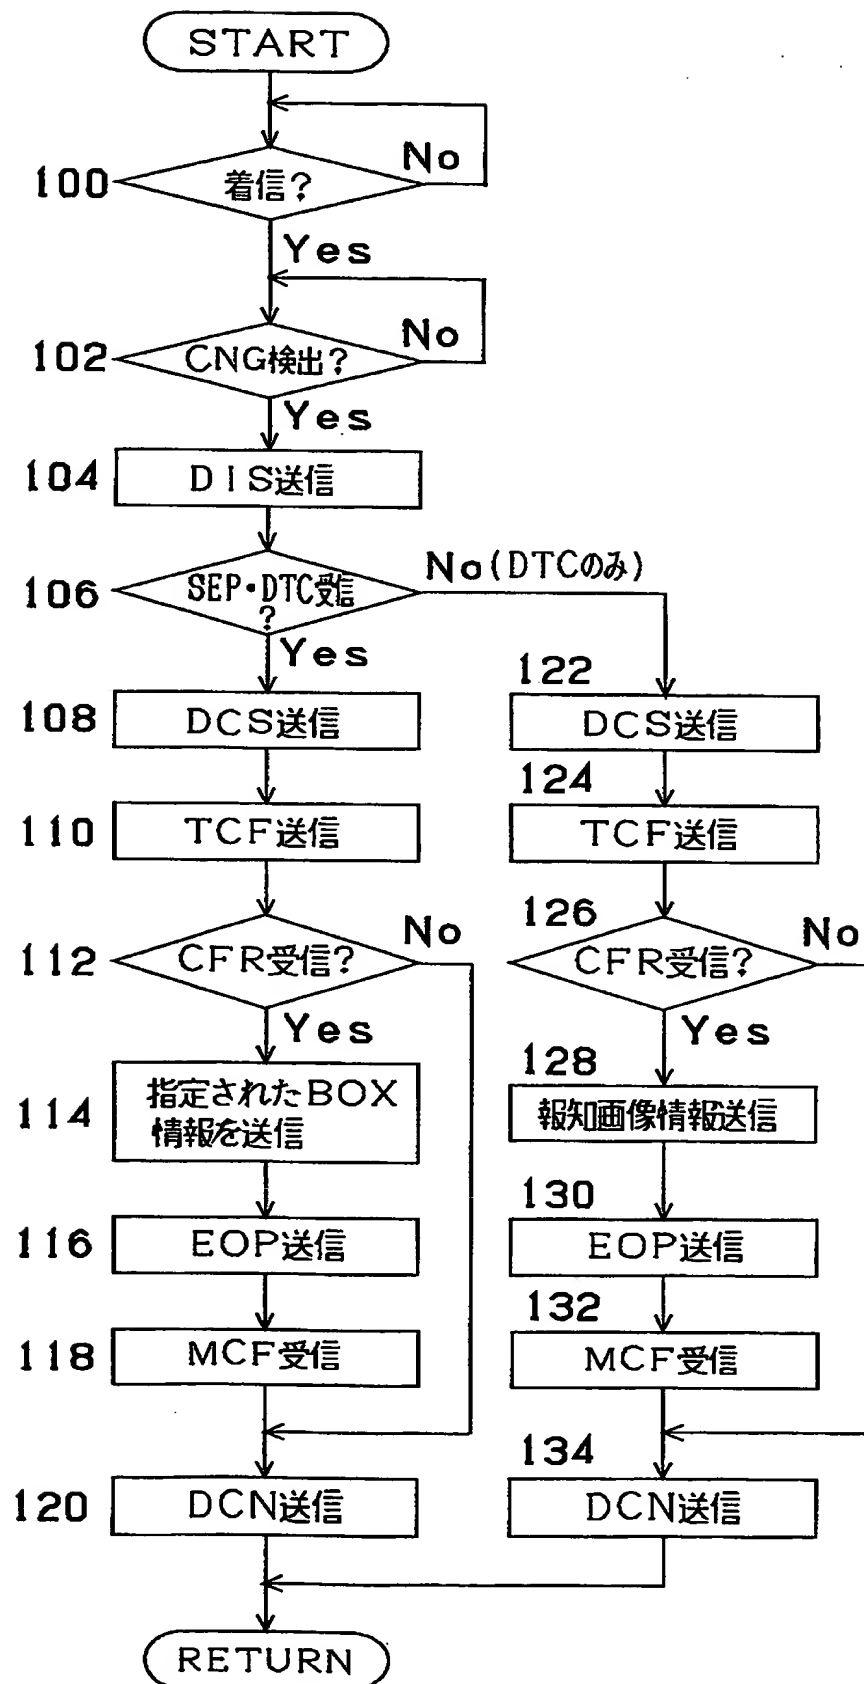 START
No
100
着信?
Yes
No
102
CNG検出?
Yes
104
DIS送信
No(DTCのみ)
106
SEP・DTC受信
?
Yes
108
DCS送信
110
TCF送信
112
CFR受信?
No
Yes
114
指定されたBOX
情報を送信
116
EOP送信
118
MCF受信
120
DCN送信
122
DCS送信
124
TCF送信
126
CFR受信?
No
Yes
128
報知画像情報送信
130
EOP送信
132
MCF受信
134
DCN送信
RETURN